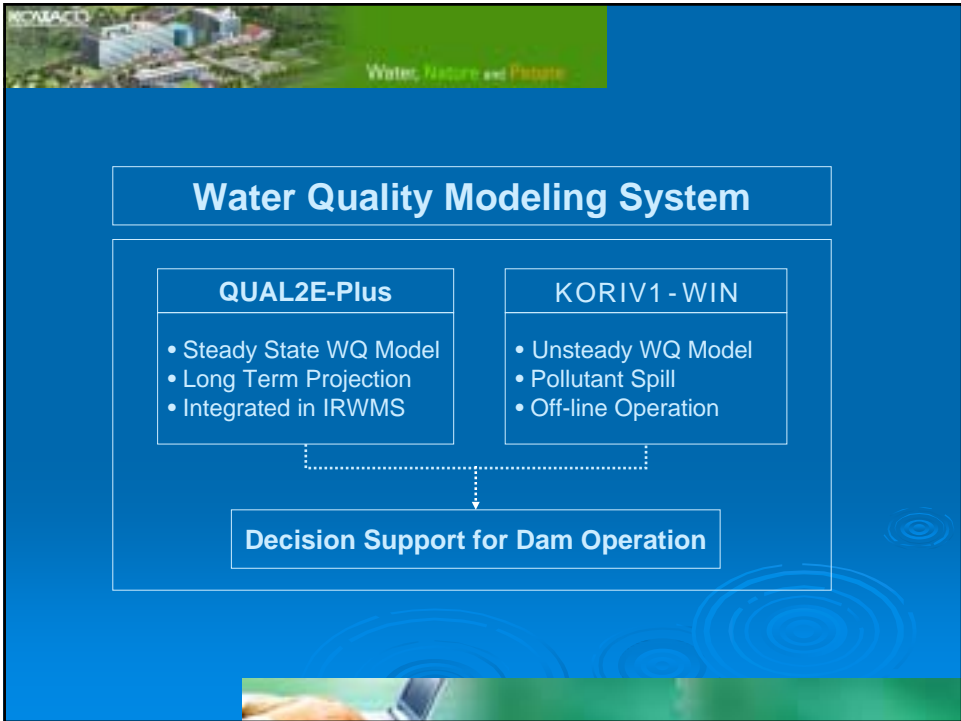 KOWACO
Water, Nature and People
Water Quality Modeling System
QUAL2E-Plus
• Steady State WQ Model
• Long Term Projection
• Integrated in IRWMS
KORIV1-WIN
• Unsteady WQ Model
• Pollutant Spill
• Off-line Operation
Decision Support for Dam Operation